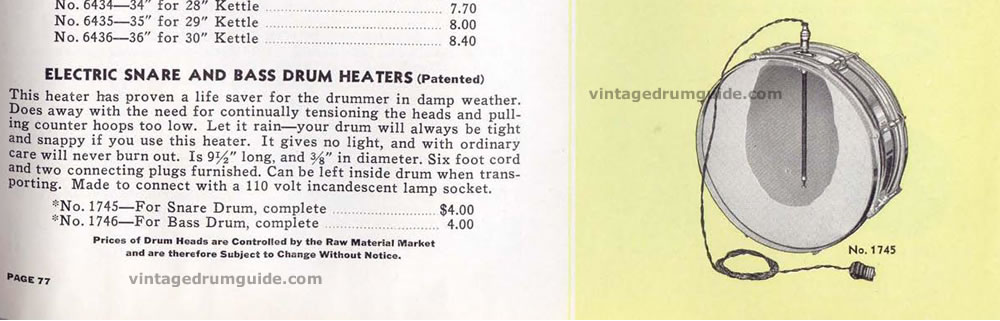 No. 6434—34" for 28" Kettle ........ 7.70
No. 6435—35" for 29" Kettle ........ 8.00
No. 6436—36" for 30" Kettle ........ 8.40
ELECTRIC SNARE AND BASS DRUM HEATERS (Patented)
This heater has proven a life saver for the drummer in damp weather.
Does away with the need for continually tensioning the heads and pull-
ing counter hoops too low. Let it rain—your drum will always be tight
and snappy if you use this heater. It gives no light, and with ordinary
care will never burn out. Is 9½" long, and ⅜" in diameter. Six foot cord
and two connecting plugs furnished. Can be left inside drum when trans-
porting. Made to connect with a 110 volt incandescent lamp socket.
*No. 1745—For Snare Drum, complete ........ $4.00
*No. 1746—For Bass Drum, complete ........ 4.00
Prices of Drum Heads are Controlled by the Raw Material Market
and are therefore Subject to Change Without Notice.
PAGE 77
vintagedrumguide.com
vintagedrumguide.com
No. 1745